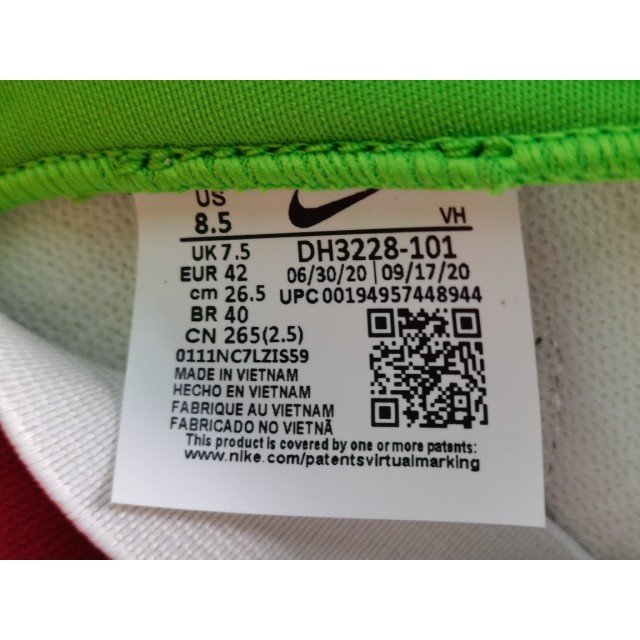 US
8.5
VH
UK 7.5
DH3228-101
EUR 42
06/30/20 | 09/17/20
cm 26.5
UPC 00194957448944
BR 40
CN 265(2.5)
0111NC7LZIS59
MADE IN VIETNAM
HECHO EN VIETNAM
FABRIQUE AU VIETNAM
FABRICADO NO VIETNÃ
This product is covered by one or more patents:
www.nike.com/patentsvirtualmarking